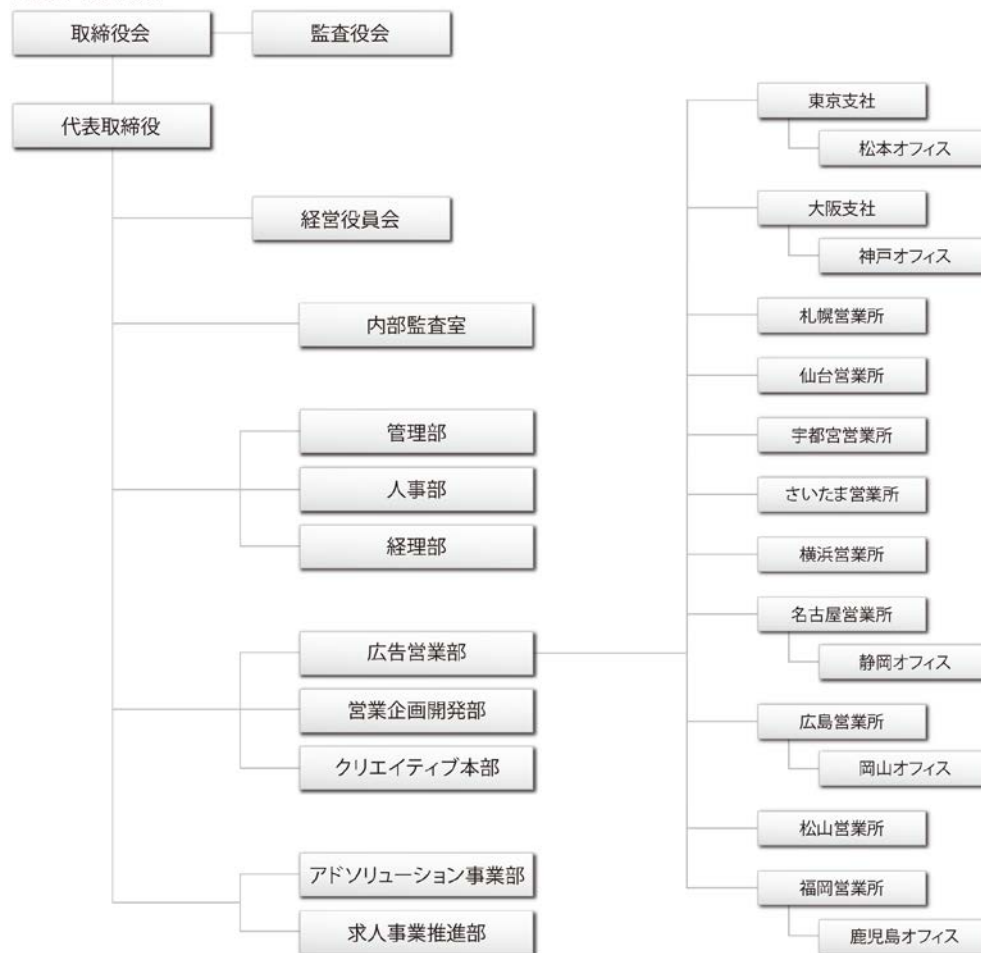 取締役会
監査役会
代表取締役
経営役員会
内部監査室
管理部
人事部
経理部
広告営業部
営業企画開発部
クリエイティブ本部
アドソリューション事業部
求人事業推進部
東京支社
松本オフィス
大阪支社
神戸オフィス
札幌営業所
仙台営業所
宇都宮営業所
さいたま営業所
横浜営業所
名古屋営業所
静岡オフィス
広島営業所
岡山オフィス
松山営業所
福岡営業所
鹿児島オフィス